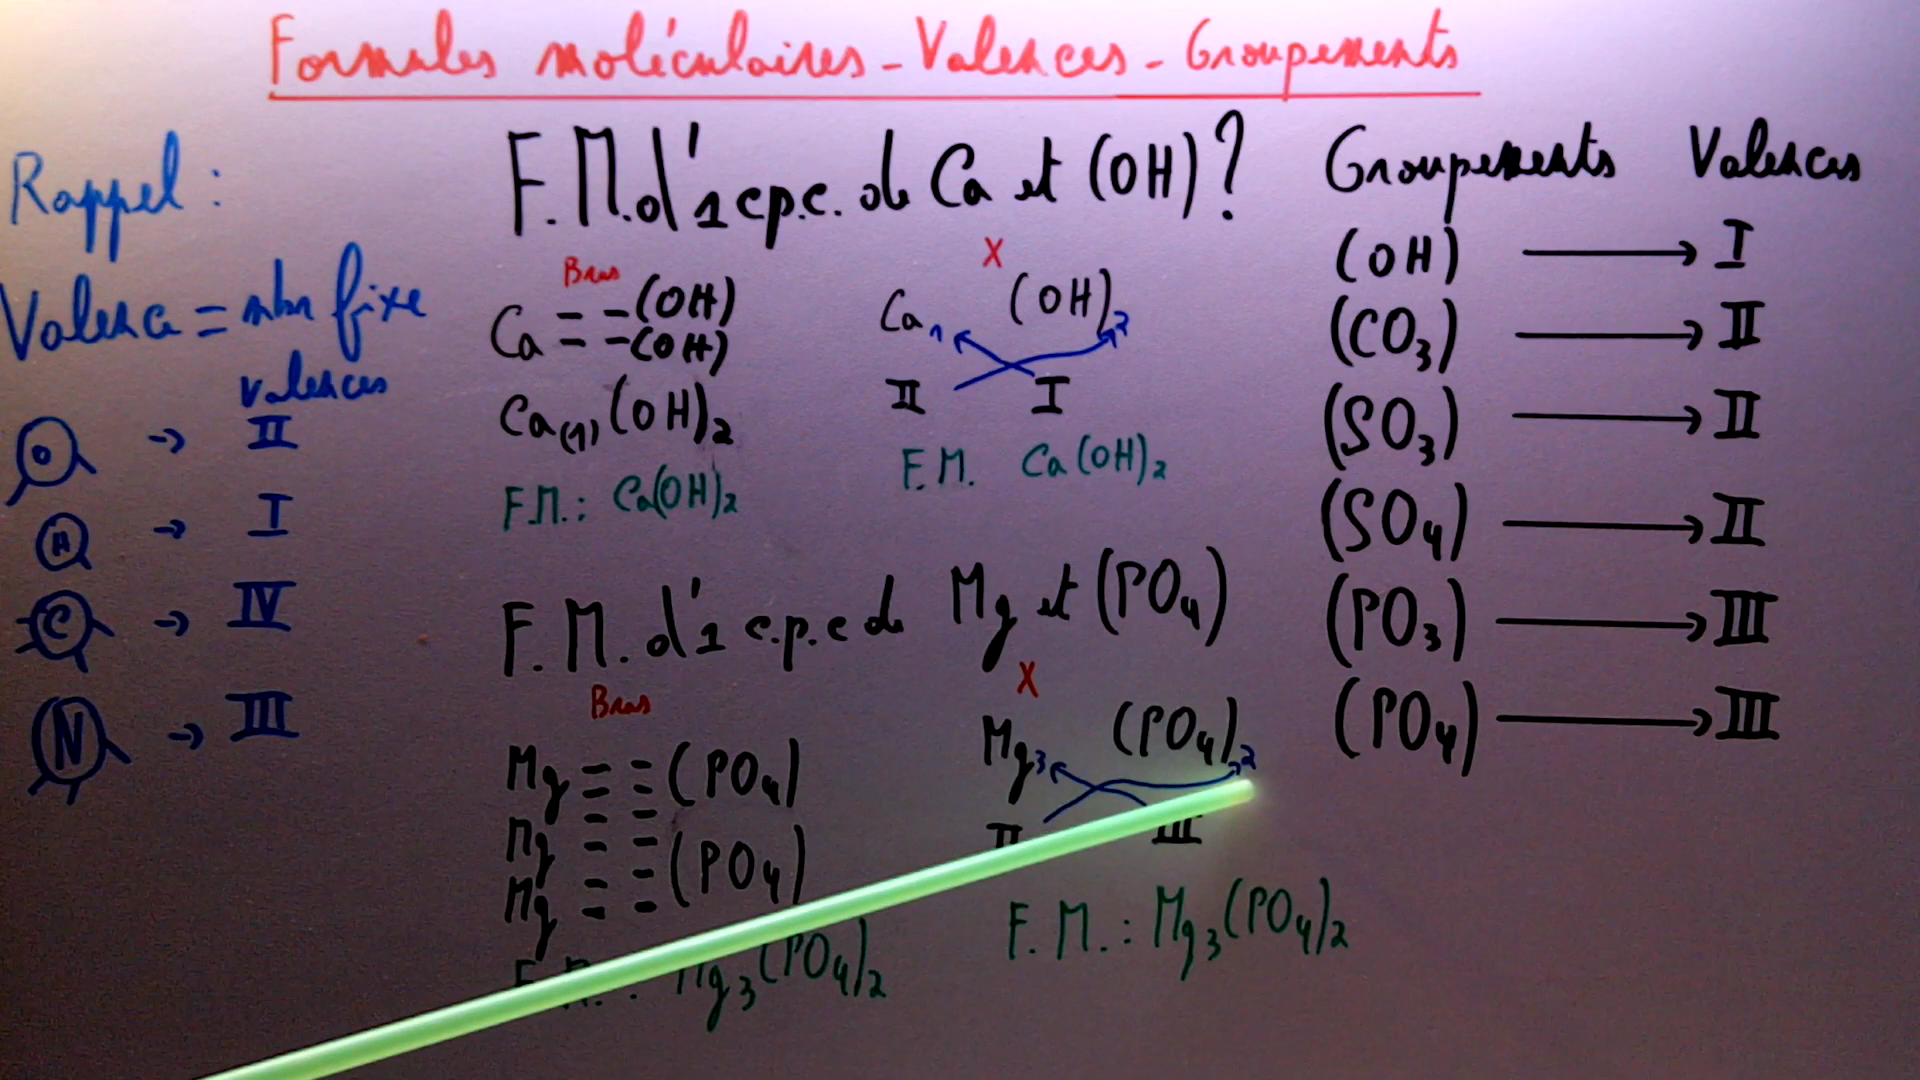 Formules moléculaires - Valences - Groupements
Rappel :
Valence = nbre fixe
valences
O → II
H → I
C → IV
N → III
F.M. d'1 cp.c. de Ca et (OH) ?
Bras
Ca = -(OH)
-(OH)
Ca(1)(OH)2
F.M.: Ca(OH)2
X
Ca1 (OH)2
II I
F.M. Ca(OH)2
F.M. d'1 c.p.c de Mg et (PO4)
Bras
Mg = = (PO4)
Mg = =
Mg = = (PO4)
F.M. : Mg3(PO4)2
X
Mg3 (PO4)2
II III
F.M. : Mg3(PO4)2
Groupements Valences
(OH) → I
(CO3) → II
(SO3) → II
(SO4) → II
(PO3) → III
(PO4) → III